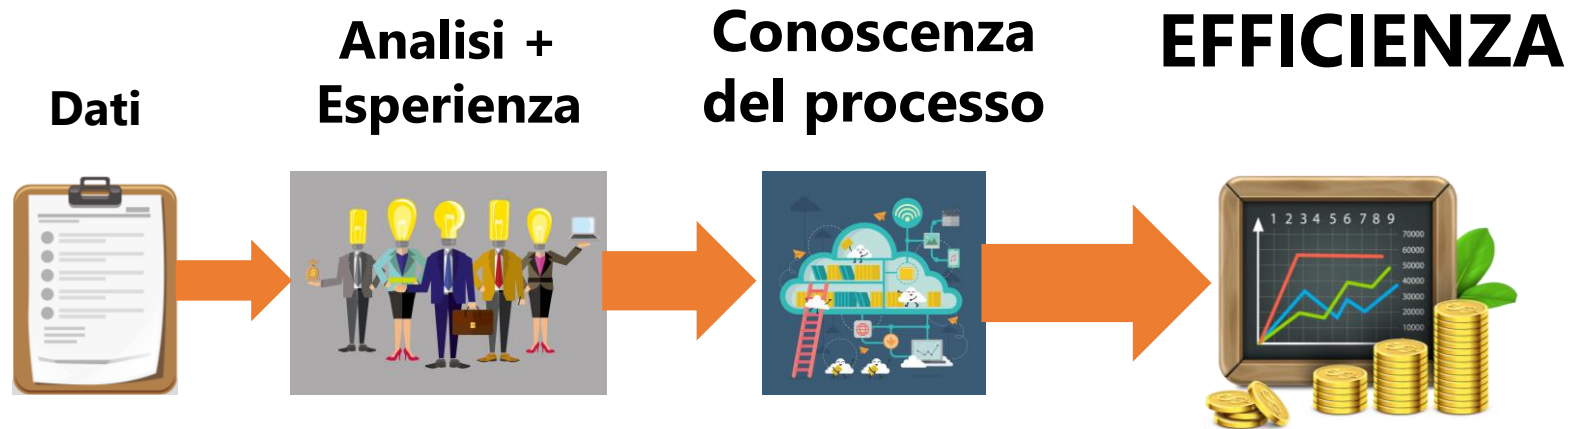 Dati
Analisi +
Esperienza
Conoscenza
del processo
EFFICIENZA
1 2 3 4 5 6 7 8 9
70000
60000
50000
40000
30000
20000
10000